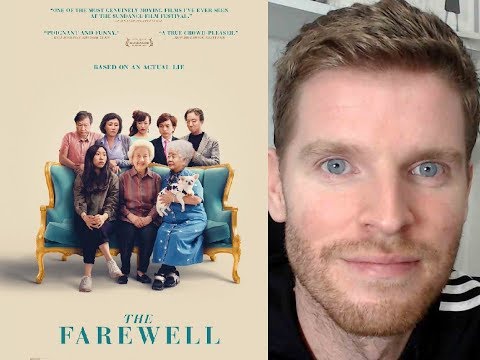 "ONE OF THE MOST GENUINELY MOVING FILMS I'VE EVER SEEN
AT THE SUNDANCE FILM FESTIVAL."
"POIGNANT AND FUNNY."
"A TRUE CROWD-PLEASER."
BASED ON AN ACTUAL LIE
THE
FAREWELL